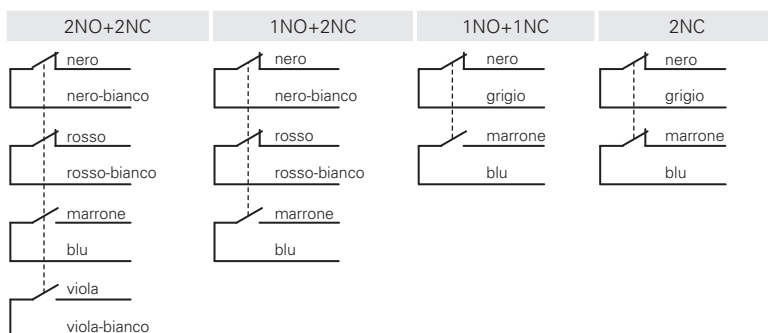 2NO+2NC 1NO+2NC 1NO+1NC 2NC
nero nero nero nero
nero-bianco nero-bianco grigio grigio
rosso rosso marrone marrone
rosso-bianco rosso-bianco blu blu
marrone marrone
blu blu
viola
viola-bianco